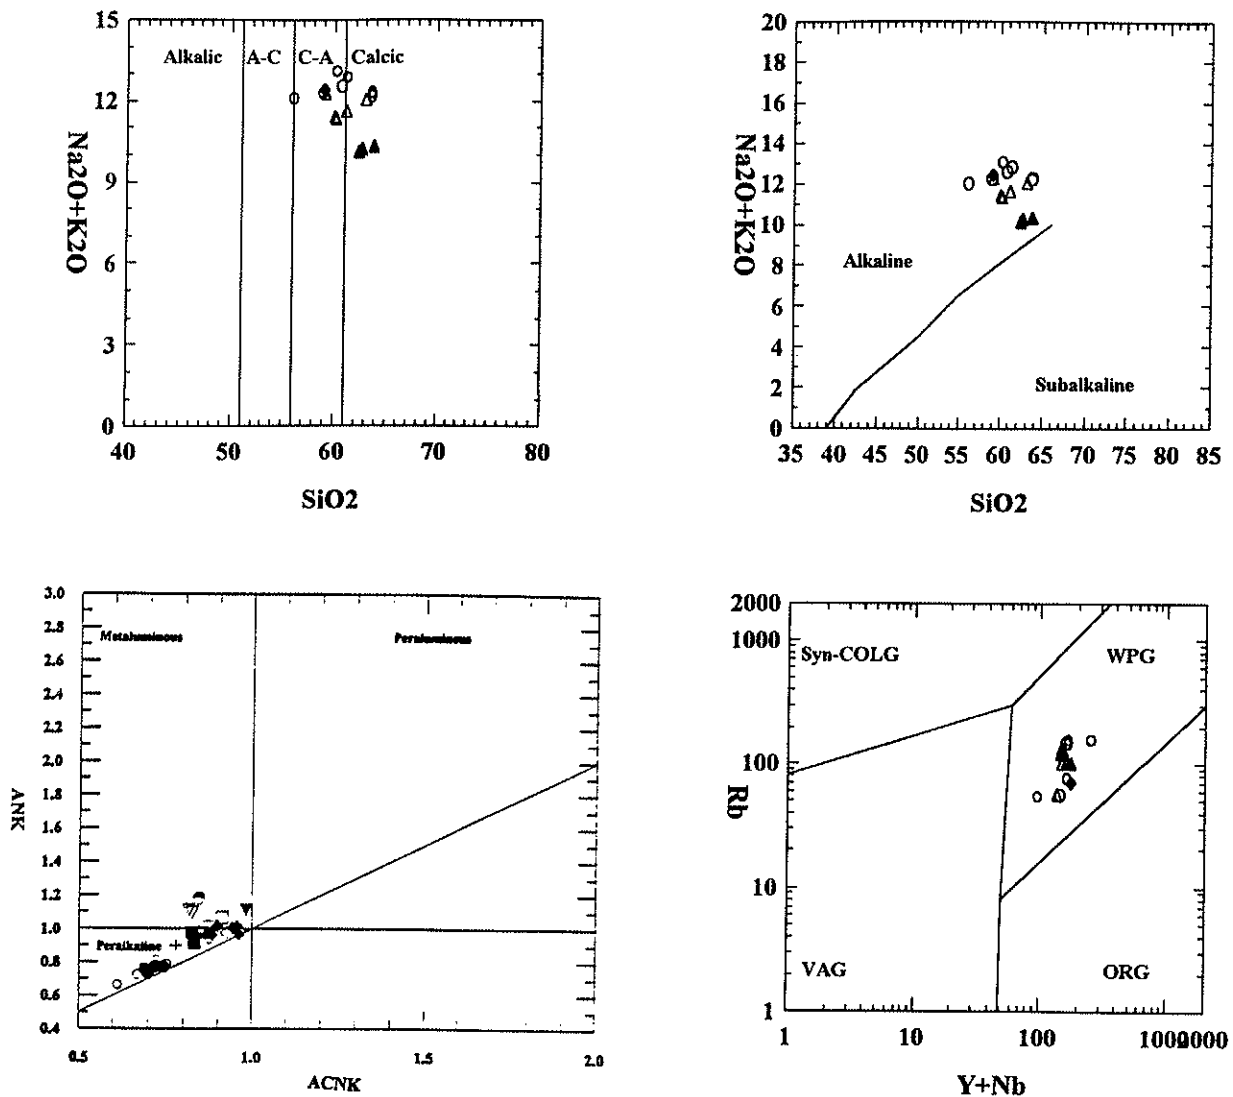 15
12
9
6
3
0
Na2O+K2O
Alkalic
A-C
C-A
Calcic
40
50
60
70
80
SiO2
20
18
16
14
12
10
8
6
4
2
0
Na2O+K2O
Alkaline
Subalkaline
35
40
45
50
55
60
65
70
75
80
85
SiO2
3.0
2.8
2.6
2.4
2.2
2.0
1.8
1.6
1.4
1.2
1.0
0.8
0.6
0.4
ANK
Metaluminous
Peraluminous
Peralkaline
0.5
1.0
1.5
2.0
ACNK
2000
1000
100
10
1
Rb
Syn-COLG
WPG
VAG
ORG
1
10
100
1000
2000
Y+Nb